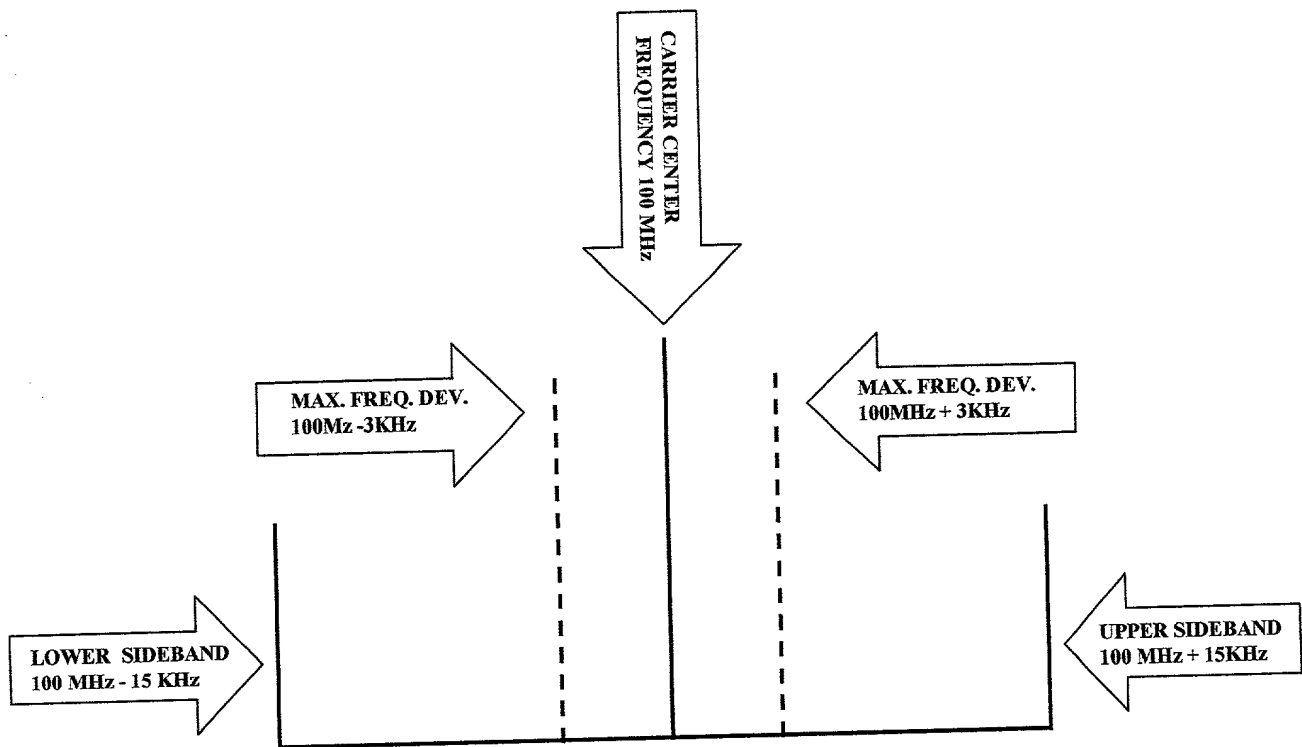 CARRIER CENTER
FREQUENCY 100 MHz
MAX. FREQ. DEV.
100Mz -3KHz
MAX. FREQ. DEV.
100MHz + 3KHz
LOWER SIDEBAND
100 MHz - 15 KHz
UPPER SIDEBAND
100 MHz + 15KHz